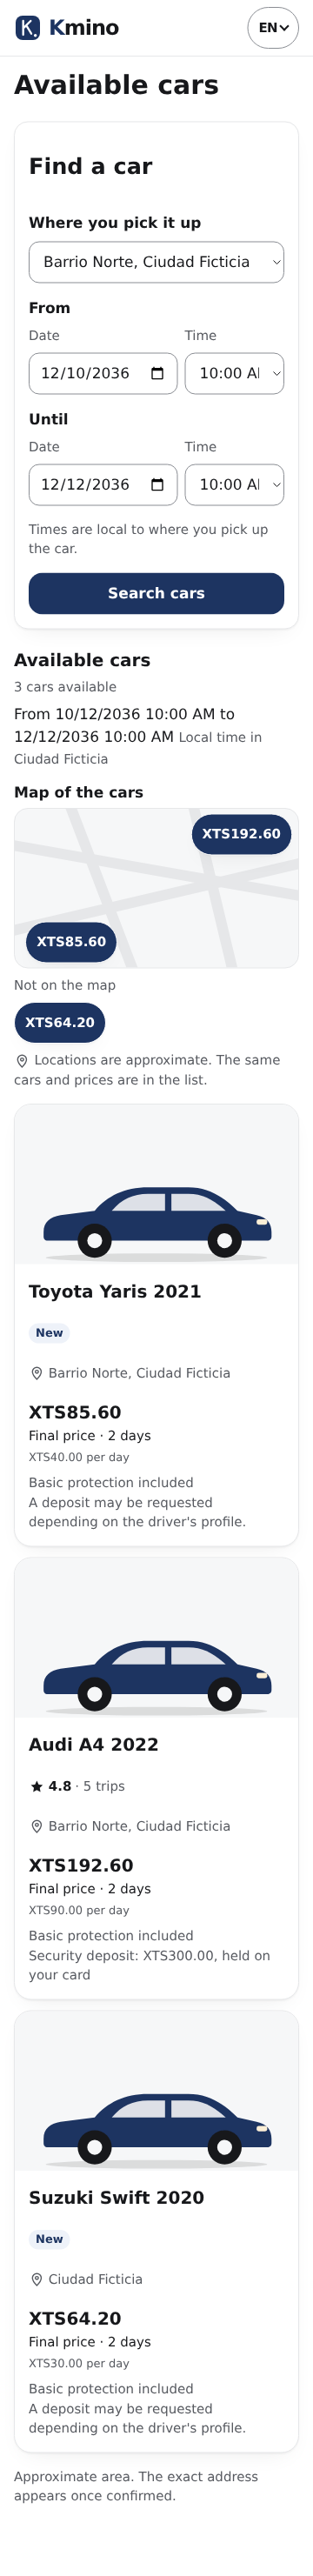 K Kmino
EN
Available cars
Find a car
Where you pick it up
Barrio Norte, Ciudad Ficticia
From
Date Time
12/10/2036 10:00 AM
Until
Date Time
12/12/2036 10:00 AM
Times are local to where you pick up
the car.
Search cars
Available cars
3 cars available
From 10/12/2036 10:00 AM to
12/12/2036 10:00 AM Local time in
Ciudad Ficticia
Map of the cars
XTS192.60
XTS85.60
Not on the map
XTS64.20
Locations are approximate. The same
cars and prices are in the list.
Toyota Yaris 2021
New
Barrio Norte, Ciudad Ficticia
XTS85.60
Final price · 2 days
XTS40.00 per day
Basic protection included
A deposit may be requested
depending on the driver's profile.
Audi A4 2022
★ 4.8 · 5 trips
Barrio Norte, Ciudad Ficticia
XTS192.60
Final price · 2 days
XTS90.00 per day
Basic protection included
Security deposit: XTS300.00, held on
your card
Suzuki Swift 2020
New
Ciudad Ficticia
XTS64.20
Final price · 2 days
XTS30.00 per day
Basic protection included
A deposit may be requested
depending on the driver's profile.
Approximate area. The exact address
appears once confirmed.